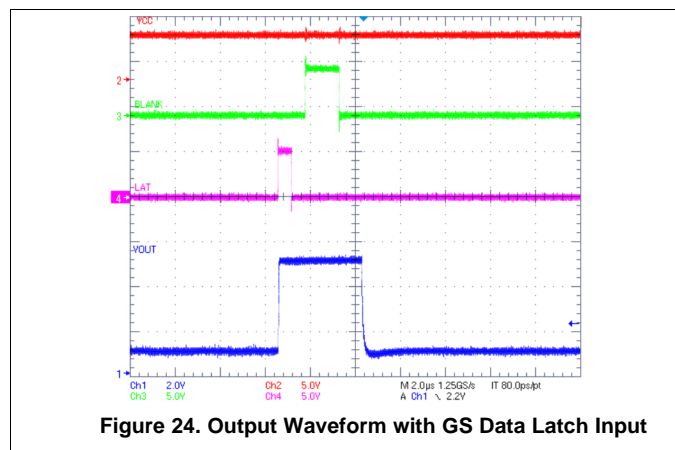 VCC
2
BLANK
3
LAT
4
VOUT
1
Ch1 2.0V Ch2 5.0V M 2.0µs 1.25GS/s IT 80.0ps/pt
Ch3 5.0V Ch4 5.0V A Ch1 ∖ 2.2V
Figure 24. Output Waveform with GS Data Latch Input